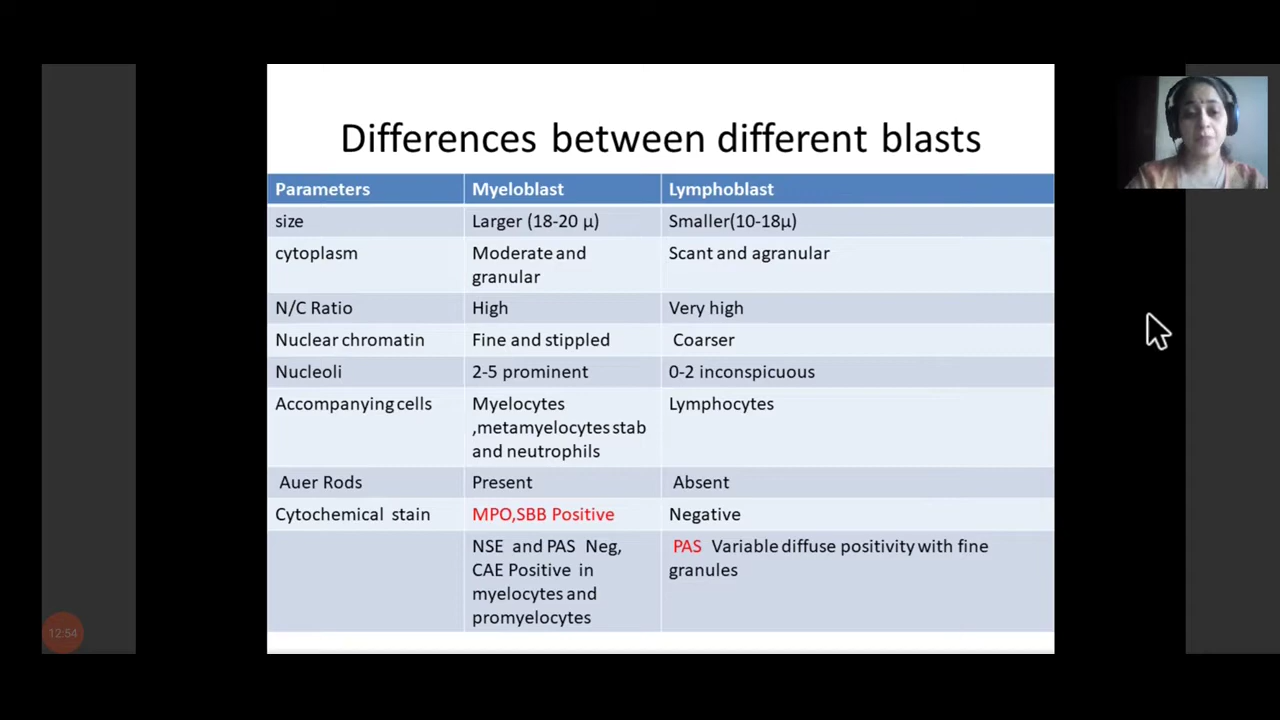 Differences between different blasts
Parameters Myeloblast Lymphoblast
size Larger (18-20 µ) Smaller(10-18µ)
cytoplasm Moderate and Scant and agranular
granular
N/C Ratio High Very high
Nuclear chromatin Fine and stippled Coarser
Nucleoli 2-5 prominent 0-2 inconspicuous
Accompanying cells Myelocytes Lymphocytes
,metamyelocytes stab
and neutrophils
Auer Rods Present Absent
Cytochemical stain MPO,SBB Positive Negative
NSE and PAS Neg, PAS Variable diffuse positivity with fine
CAE Positive in granules
myelocytes and
promyelocytes
12:54